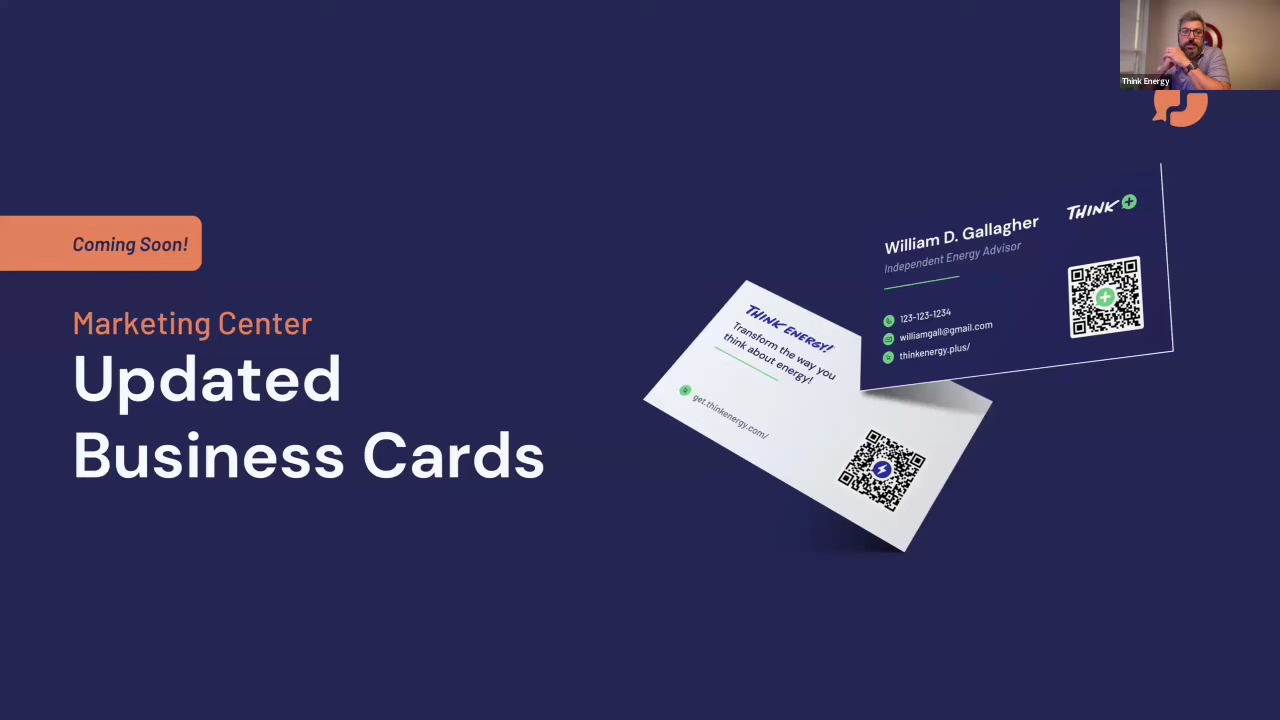 Think Energy
Coming Soon!
Marketing Center
Updated
Business Cards
THINK
William D. Gallagher
Independent Energy Advisor
123-123-1234
williamgall@gmail.com
thinkenergy.plus/
THINK ENERGY!
Transform the way you
think about energy!
get.thinkenergy.com/